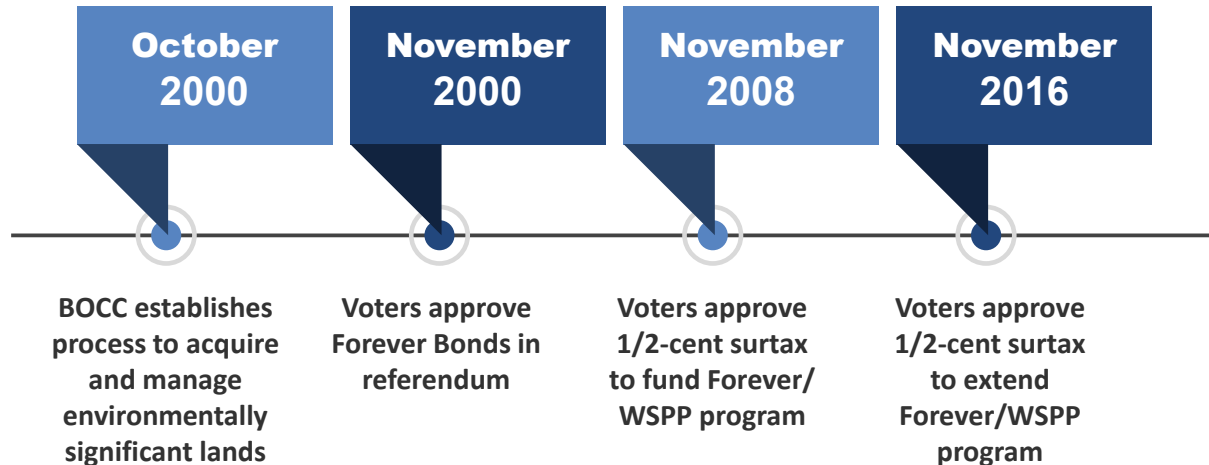 October
2000
November
2000
November
2008
November
2016
BOCC establishes
process to acquire
and manage
environmentally
significant lands
Voters approve
Forever Bonds in
referendum
Voters approve
1/2-cent surtax
to fund Forever/
WSPP program
Voters approve
1/2-cent surtax
to extend
Forever/WSPP
program